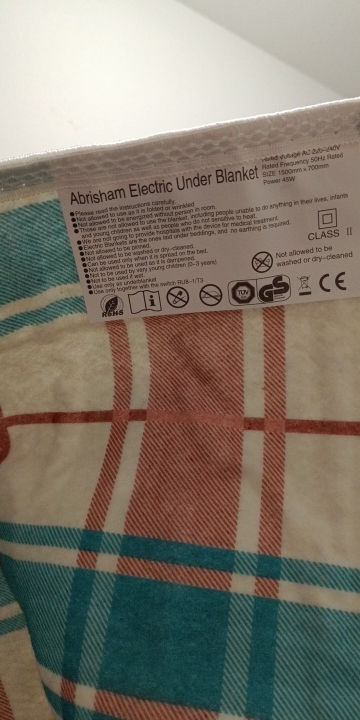 Abrisham Electric Under Blanket
Rated Voltage AC 220-240V
Rated Frequency 50Hz Rated
SIZE 1500mm×700mm
Power 45W
●Please read the instructions carefully.
●Not allowed to use as it in folded or wrinkled.
●Not allowed to be energized without person in room.
●Those are not allowed to use the blanket, including people unable to do anything in their lives, infants
and young children as well as people who do not sensitive to heat.
●We are not going to provide hospitals with the device for medical treatment.
●Electric Blankets are the ones laid under beddings, and no earthing is required.
●Not allowed to be pined.
●Not allowed to be washed or dry-cleaned.
●Can be used only when it is spread on the bed.
●Not allowed to be used as it is dampened.
●Not to be used by very young children (0-3 years)
●Not to be used if wet
●Use only as underblanket
●Use only together with the switch
CLASS II
Not allowed to be
washed or dry-cleaned
RoHS
TÜV
GS
CE